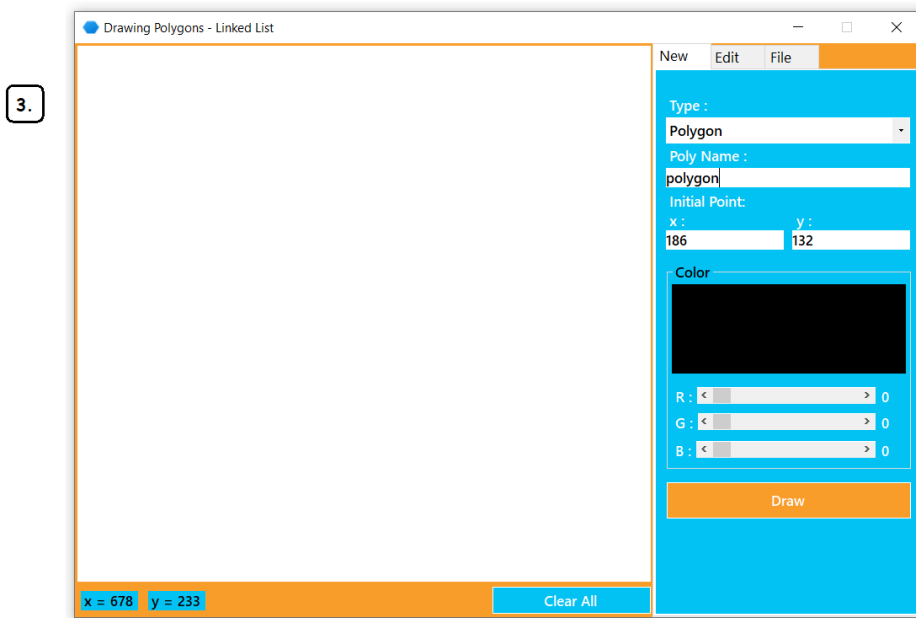 Drawing Polygons - Linked List
New Edit File
3.
Type :
Polygon
Poly Name :
polygon
Initial Point:
x : y :
186 132
Color
R : 0
G : 0
B : 0
Draw
x = 678 y = 233 Clear All